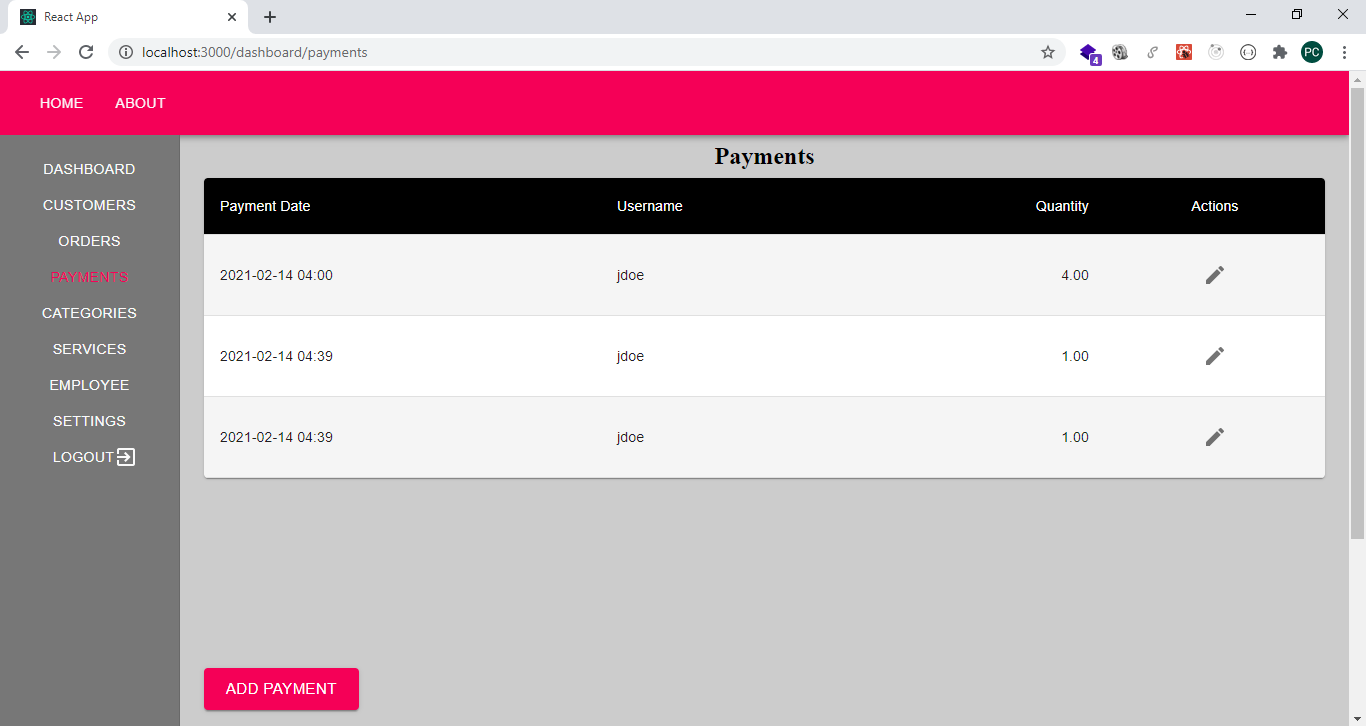 React App
localhost:3000/dashboard/payments
4
PC
HOME ABOUT
DASHBOARD
CUSTOMERS
ORDERS
PAYMENTS
CATEGORIES
SERVICES
EMPLOYEE
SETTINGS
LOGOUT
Payments
Payment Date Username Quantity Actions
2021-02-14 04:00 jdoe 4.00
2021-02-14 04:39 jdoe 1.00
2021-02-14 04:39 jdoe 1.00
ADD PAYMENT